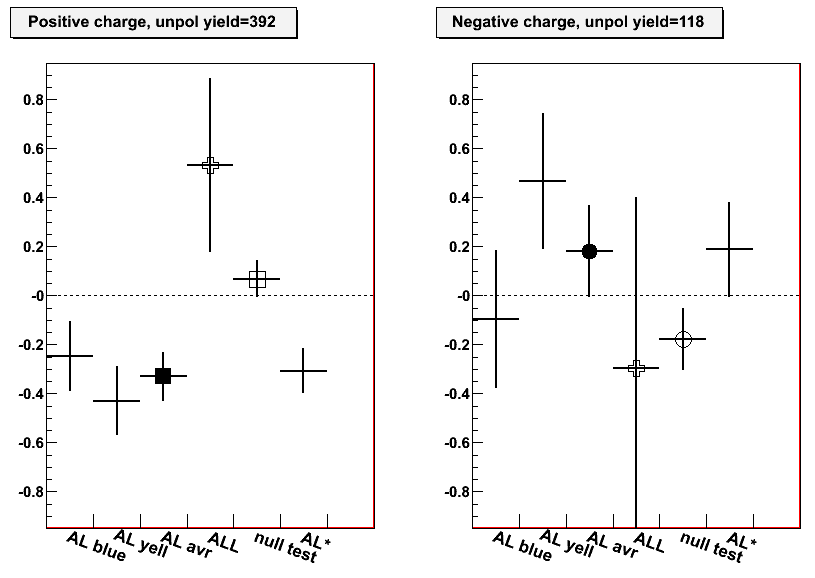 Positive charge, unpol yield=392
0.8
0.6
0.4
0.2
-0
-0.2
-0.4
-0.6
-0.8
AL blue
AL yell
AL avr
ALL
null test
AL*
Negative charge, unpol yield=118
0.8
0.6
0.4
0.2
-0
-0.2
-0.4
-0.6
-0.8
AL blue
AL yell
AL avr
ALL
null test
AL*